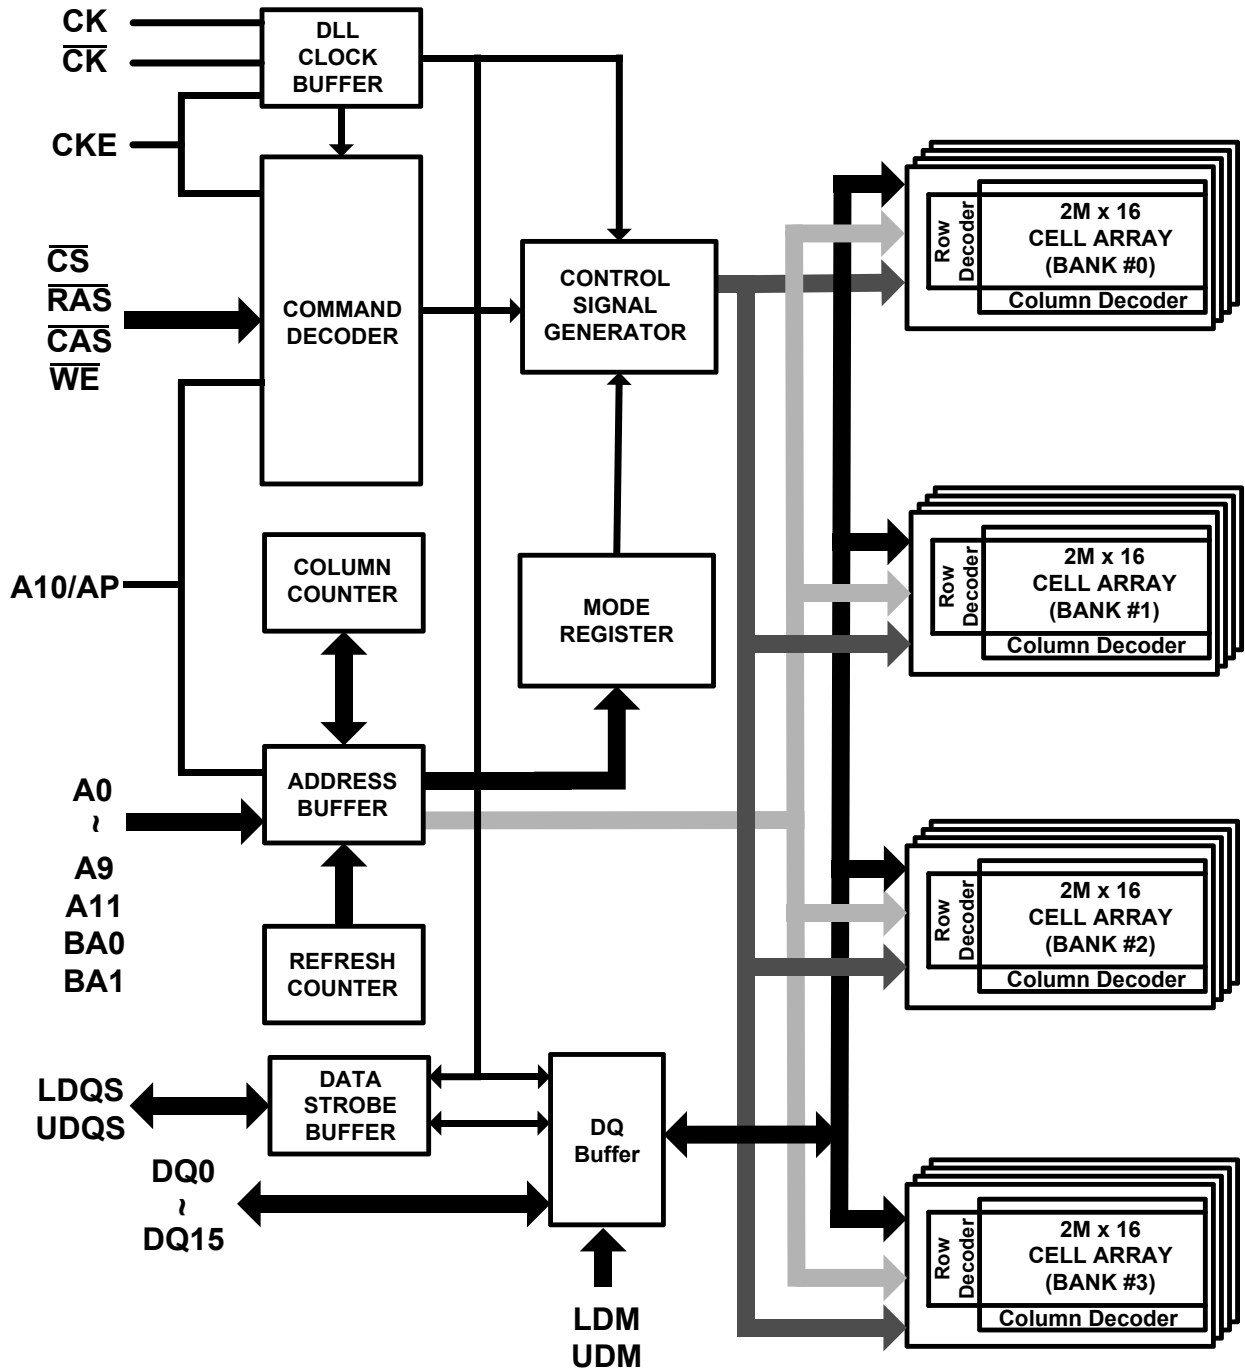 CK
CK
CKE
DLL
CLOCK
BUFFER
CS
RAS
CAS
WE
COMMAND
DECODER
CONTROL
SIGNAL
GENERATOR
A10/AP
COLUMN
COUNTER
MODE
REGISTER
A0
~
A9
A11
BA0
BA1
ADDRESS
BUFFER
REFRESH
COUNTER
LDQS
UDQS
DATA
STROBE
BUFFER
DQ0
~
DQ15
DQ
Buffer
LDM
UDM
Row
Decoder
2M x 16
CELL ARRAY
(BANK #0)
Column Decoder
Row
Decoder
2M x 16
CELL ARRAY
(BANK #1)
Column Decoder
Row
Decoder
2M x 16
CELL ARRAY
(BANK #2)
Column Decoder
Row
Decoder
2M x 16
CELL ARRAY
(BANK #3)
Column Decoder